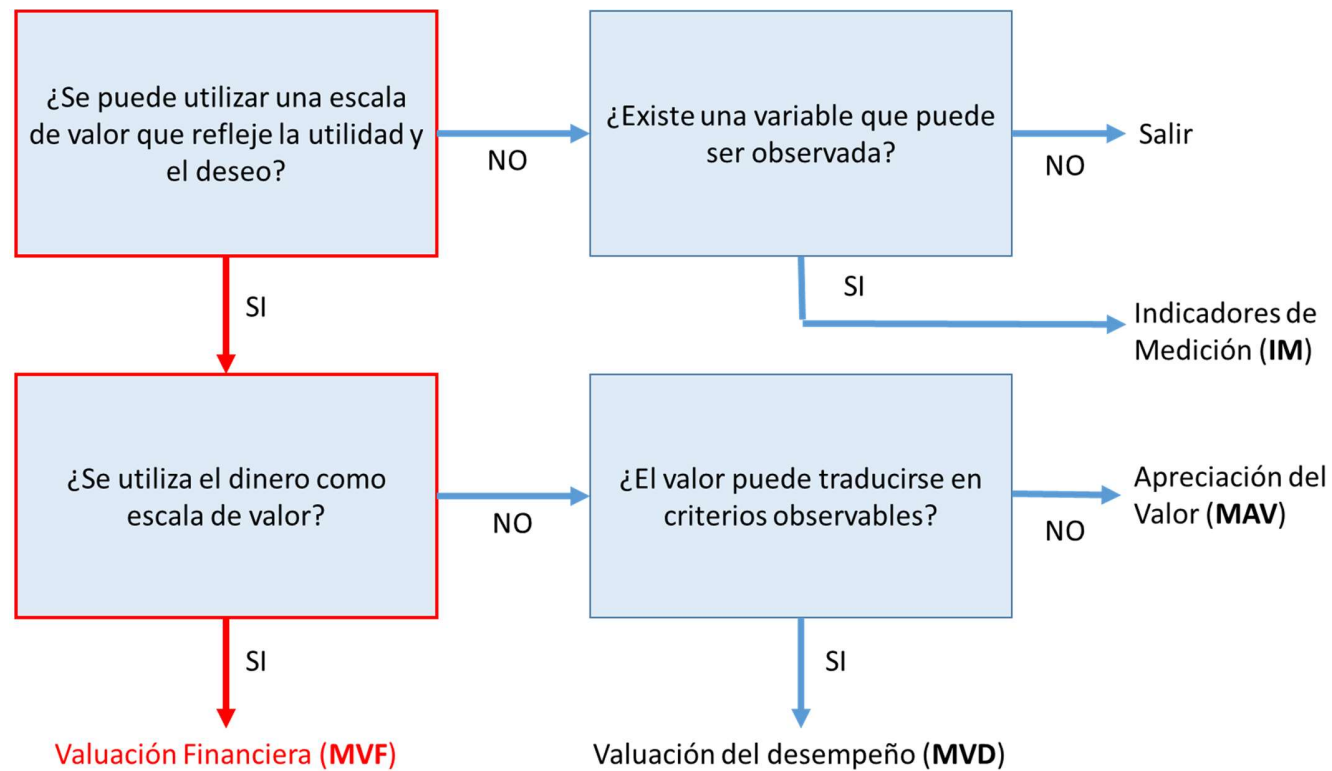 ¿Se puede utilizar una escala
de valor que refleje la utilidad y
el deseo?
NO
¿Existe una variable que puede
ser observada?
NO
Salir
SI
SI
Indicadores de
Medición (IM)
¿Se utiliza el dinero como
escala de valor?
NO
¿El valor puede traducirse en
criterios observables?
NO
Apreciación del
Valor (MAV)
SI
SI
Valuación Financiera (MVF)
Valuación del desempeño (MVD)